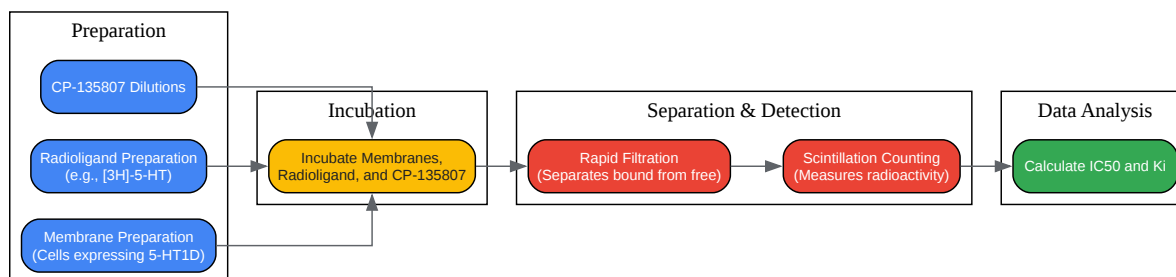 Preparation
CP-135807 Dilutions
Radioligand Preparation
(e.g., [3H]-5-HT)
Membrane Preparation
(Cells expressing 5-HT1D)
Incubation
Incubate Membranes,
Radioligand, and CP-135807
Separation & Detection
Rapid Filtration
(Separates bound from free)
Scintillation Counting
(Measures radioactivity)
Data Analysis
Calculate IC50 and Ki